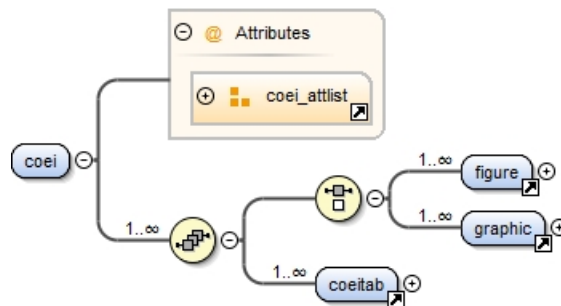 @ Attributes
coei_attlist
coei
1..∞
figure
1..∞
graphic
1..∞
1..∞
coeitab